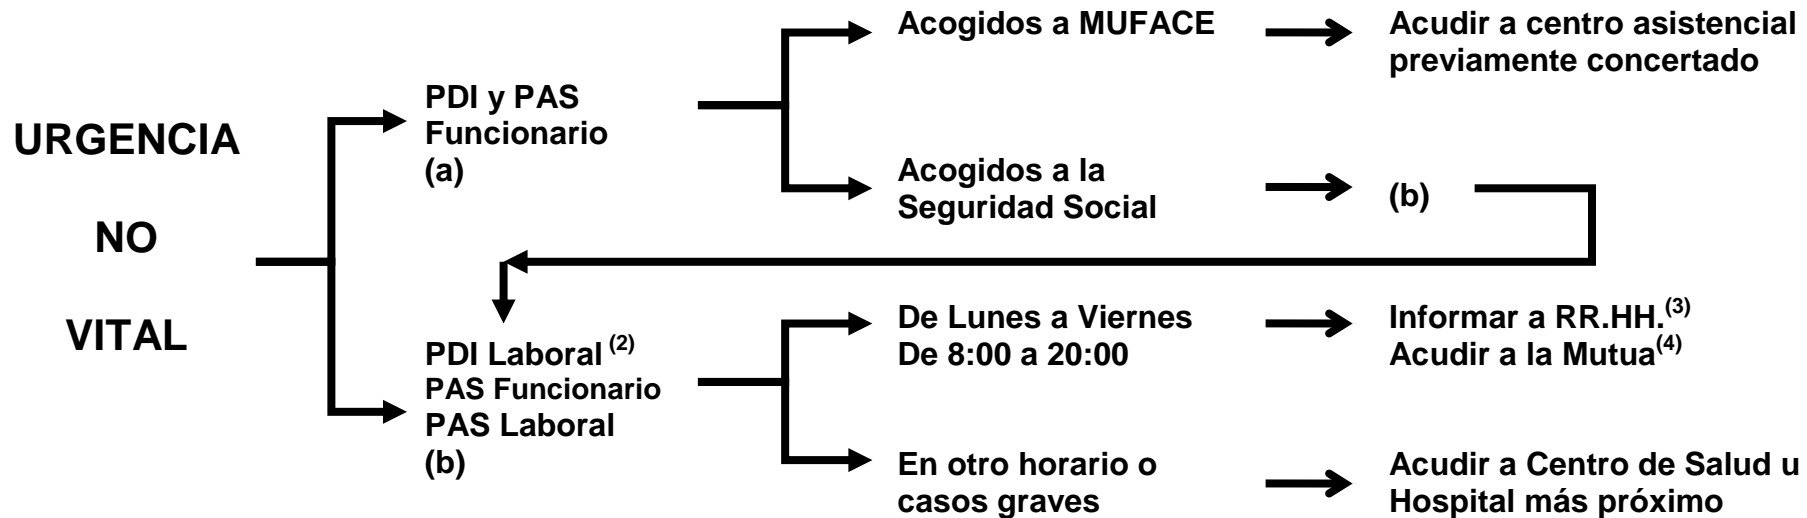 URGENCIA
NO
VITAL
PDI y PAS
Funcionario
(a)
Acogidos a MUFACE
Acudir a centro asistencial
previamente concertado
Acogidos a la
Seguridad Social
(b)
PDI Laboral (2)
PAS Funcionario
PAS Laboral
(b)
De Lunes a Viernes
De 8:00 a 20:00
Informar a RR.HH.(3)
Acudir a la Mutua(4)
En otro horario o
casos graves
Acudir a Centro de Salud u
Hospital más próximo